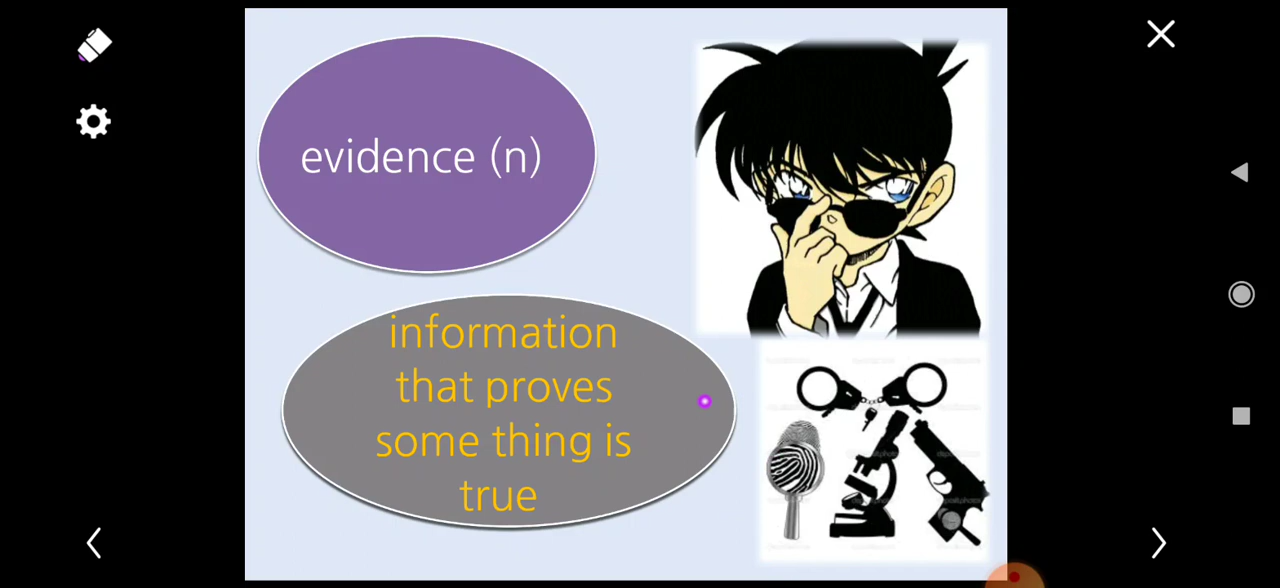 evidence (n)
information
that proves
some thing is
true